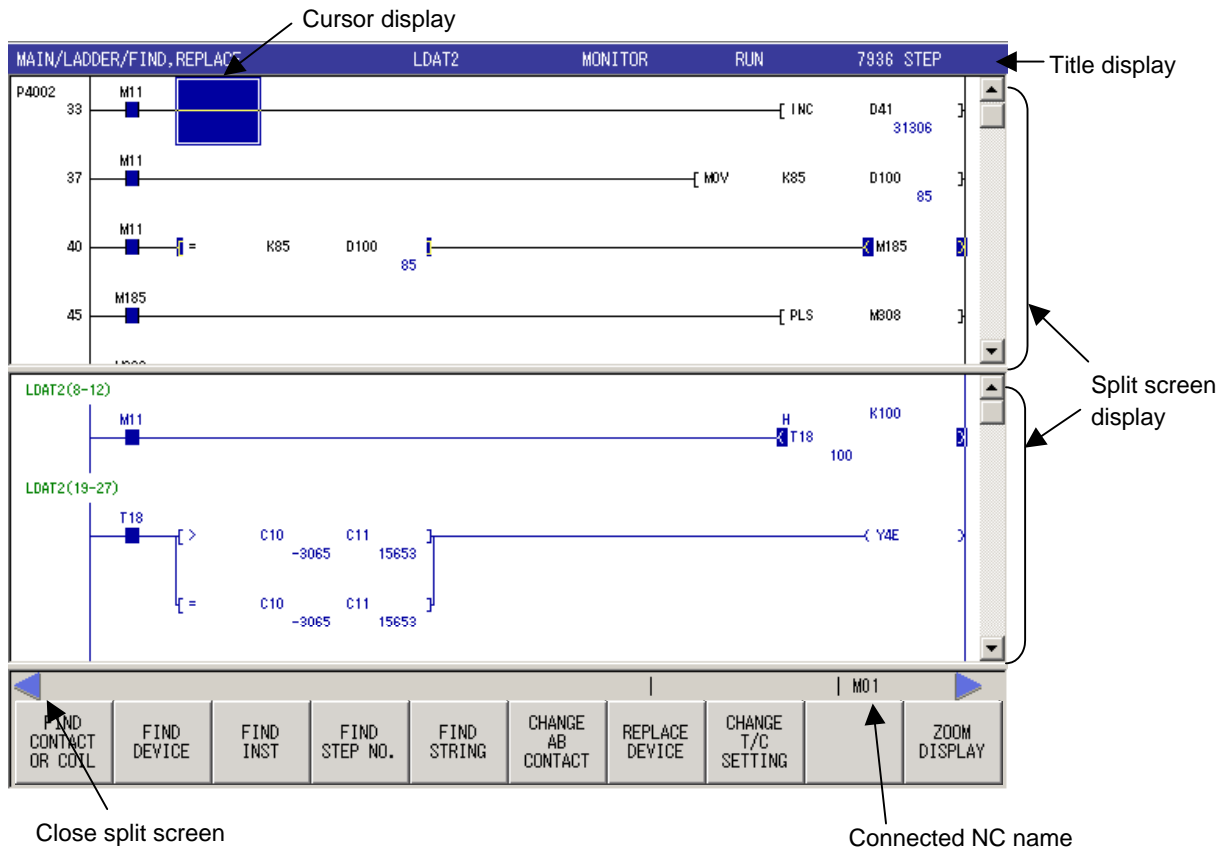 Cursor display
MAIN/LADDER/FIND,REPLACE LDAT2 MONITOR RUN 7936 STEP
Title display
P4002 M11
33 [ INC D41 ]
31306
M11
37 [ MOV K85 D100 ]
85
M11
40 [ = K85 D100 ] ( M185 )
85
M185
45 [ PLS M308 ]
Split screen
display
LDAT2(8-12)
M11 H K100
( T18 )
100
LDAT2(19-27)
T18
[ > C10 C11 ] ( Y4E )
-3065 15653
[ = C10 C11 ]
-3065 15653
M01
FIND CONTACT OR COIL
FIND DEVICE
FIND INST
FIND STEP NO.
FIND STRING
CHANGE AB CONTACT
REPLACE DEVICE
CHANGE T/C SETTING
ZOOM DISPLAY
Close split screen
Connected NC name